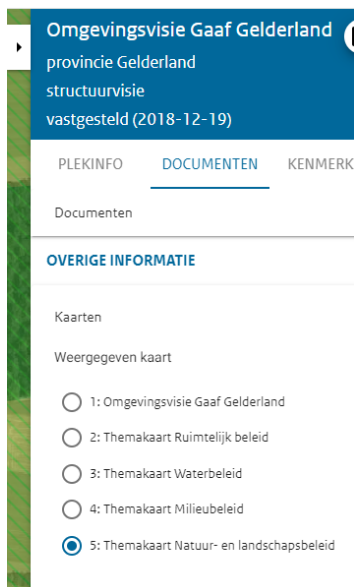 Omgevingsvisie Gaaf Gelderland
provincie Gelderland
structuurvisie
vastgesteld (2018-12-19)
PLEKINFO DOCUMENTEN KENMERK
Documenten
OVERIGE INFORMATIE
Kaarten
Weergegeven kaart
1: Omgevingsvisie Gaaf Gelderland
2: Themakaart Ruimtelijk beleid
3: Themakaart Waterbeleid
4: Themakaart Milieubeleid
5: Themakaart Natuur- en landschapsbeleid